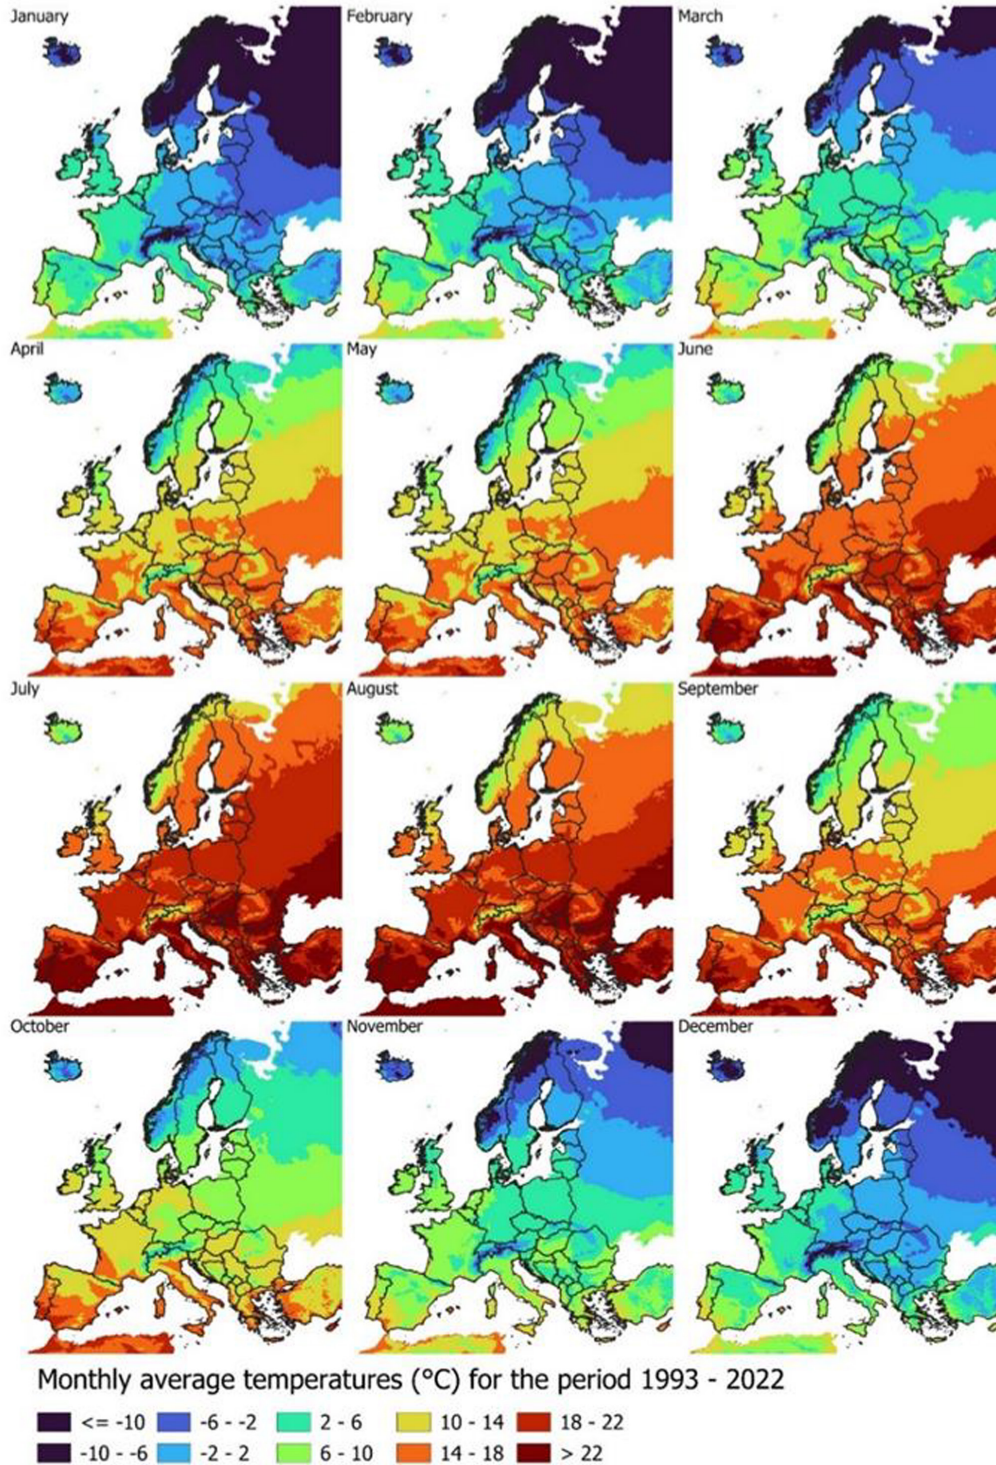 January February March
April May June
July August September
October November December
Monthly average temperatures (°C) for the period 1993 - 2022
<= -10 -6 - -2 2 - 6 10 - 14 18 - 22
-10 - -6 -2 - 2 6 - 10 14 - 18 > 22